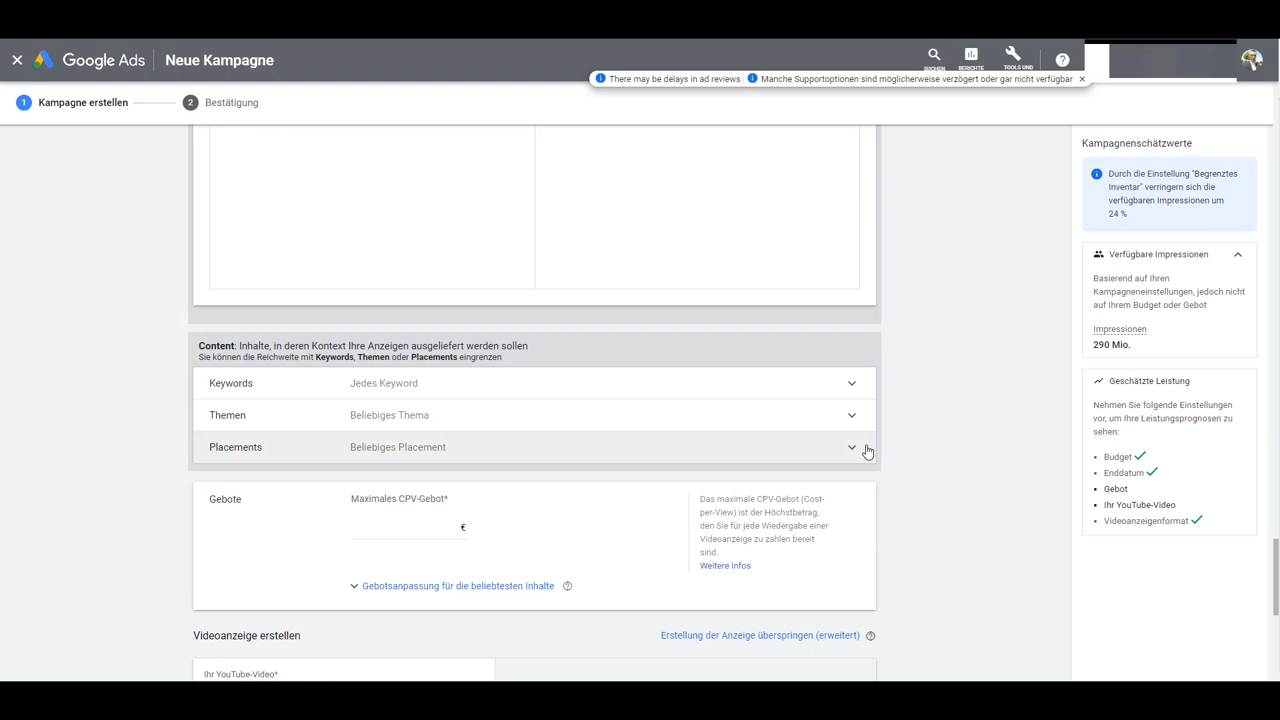 Google Ads
Neue Kampagne
SUCHEN
BERICHTE
TOOLS UND
There may be delays in ad reviews
Manche Supportoptionen sind möglicherweise verzögert oder gar nicht verfügbar
1 Kampagne erstellen
2 Bestätigung
Content: Inhalte, in deren Kontext Ihre Anzeigen ausgeliefert werden sollen
Sie können die Reichweite mit Keywords, Themen oder Placements eingrenzen
Keywords Jedes Keyword
Themen Beliebiges Thema
Placements Beliebiges Placement
Gebote
Maximales CPV-Gebot*
€
Das maximale CPV-Gebot (Cost-
per-View) ist der Höchstbetrag,
den Sie für jede Wiedergabe einer
Videoanzeige zu zahlen bereit
sind.
Weitere Infos
Gebotsanpassung für die beliebtesten Inhalte
Videoanzeige erstellen
Erstellung der Anzeige überspringen (erweitert)
Ihr YouTube-Video*
Kampagnenschätzwerte
Durch die Einstellung "Begrenztes
Inventar" verringern sich die
verfügbaren Impressionen um
24 %
Verfügbare Impressionen
Basierend auf Ihren
Kampagneneinstellungen, jedoch nicht
auf Ihrem Budget oder Gebot
Impressionen
290 Mio.
Geschätzte Leistung
Nehmen Sie folgende Einstellungen
vor, um Ihre Leistungsprognosen zu
sehen:
• Budget
• Enddatum
• Gebot
• Ihr YouTube-Video
• Videoanzeigenformat